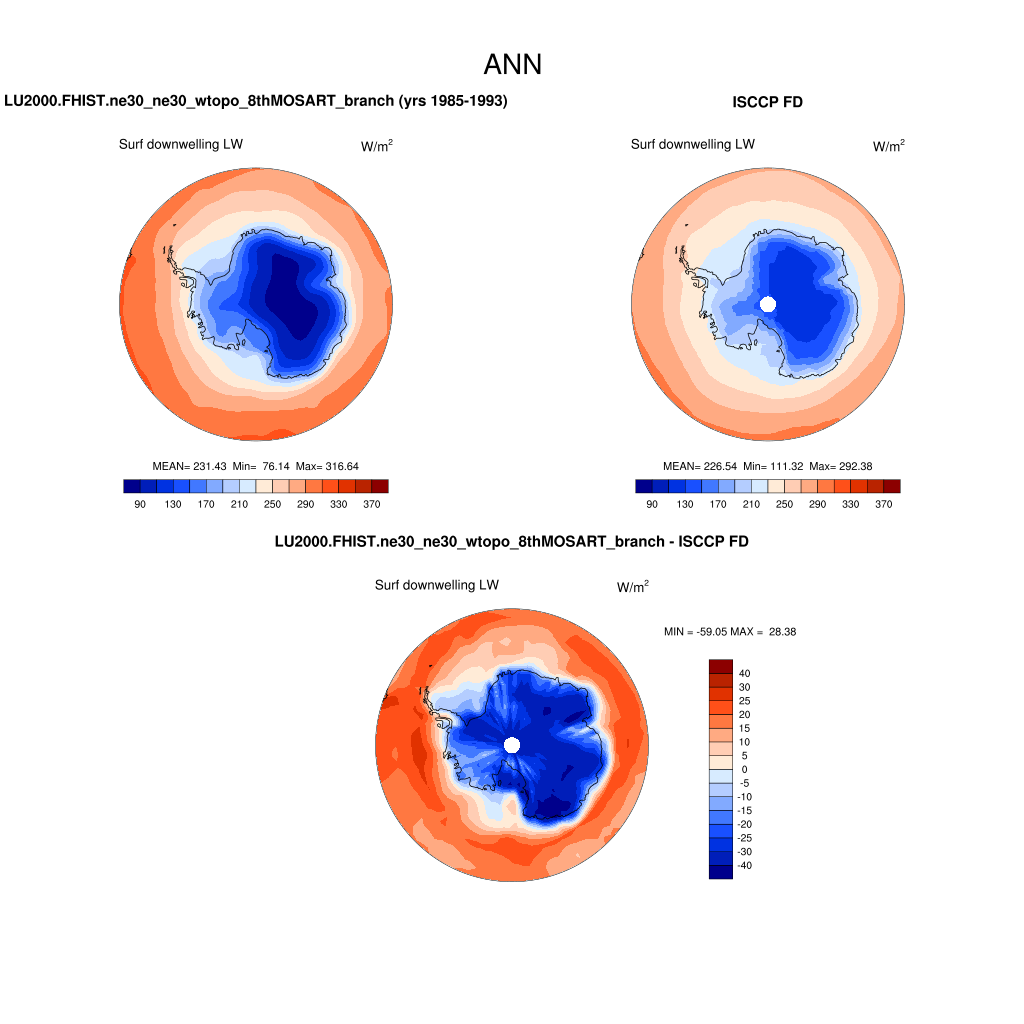 ANN
LU2000.FHIST.ne30_ne30_wtopo_8thMOSART_branch (yrs 1985-1993)
Surf downwelling LW W/m²
MEAN= 231.43 Min= 76.14 Max= 316.64
90 130 170 210 250 290 330 370
ISCCP FD
Surf downwelling LW W/m²
MEAN= 226.54 Min= 111.32 Max= 292.38
90 130 170 210 250 290 330 370
LU2000.FHIST.ne30_ne30_wtopo_8thMOSART_branch - ISCCP FD
Surf downwelling LW W/m²
MIN = -59.05 MAX = 28.38
40
30
25
20
15
10
5
0
-5
-10
-15
-20
-25
-30
-40